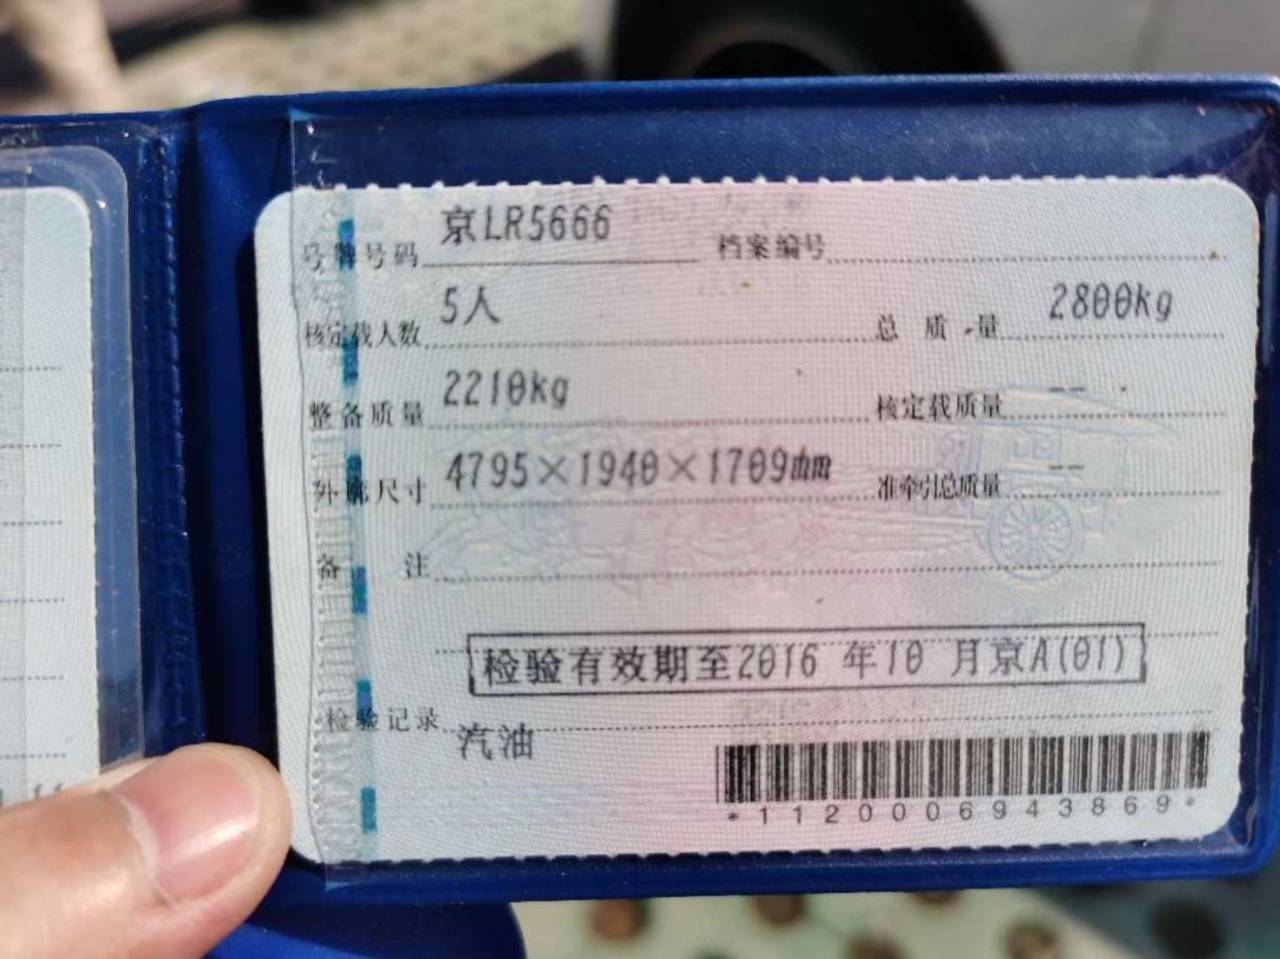 号牌号码 京LR5666 档案编号
核定载人数 5人 总质量 2800kg
整备质量 2210kg 核定载质量 --
外廓尺寸 4795×1940×1709mm 准牵引总质量 --
备注
检验有效期至2016 年10 月京A(01)
检验记录
汽油
*1120006943869*